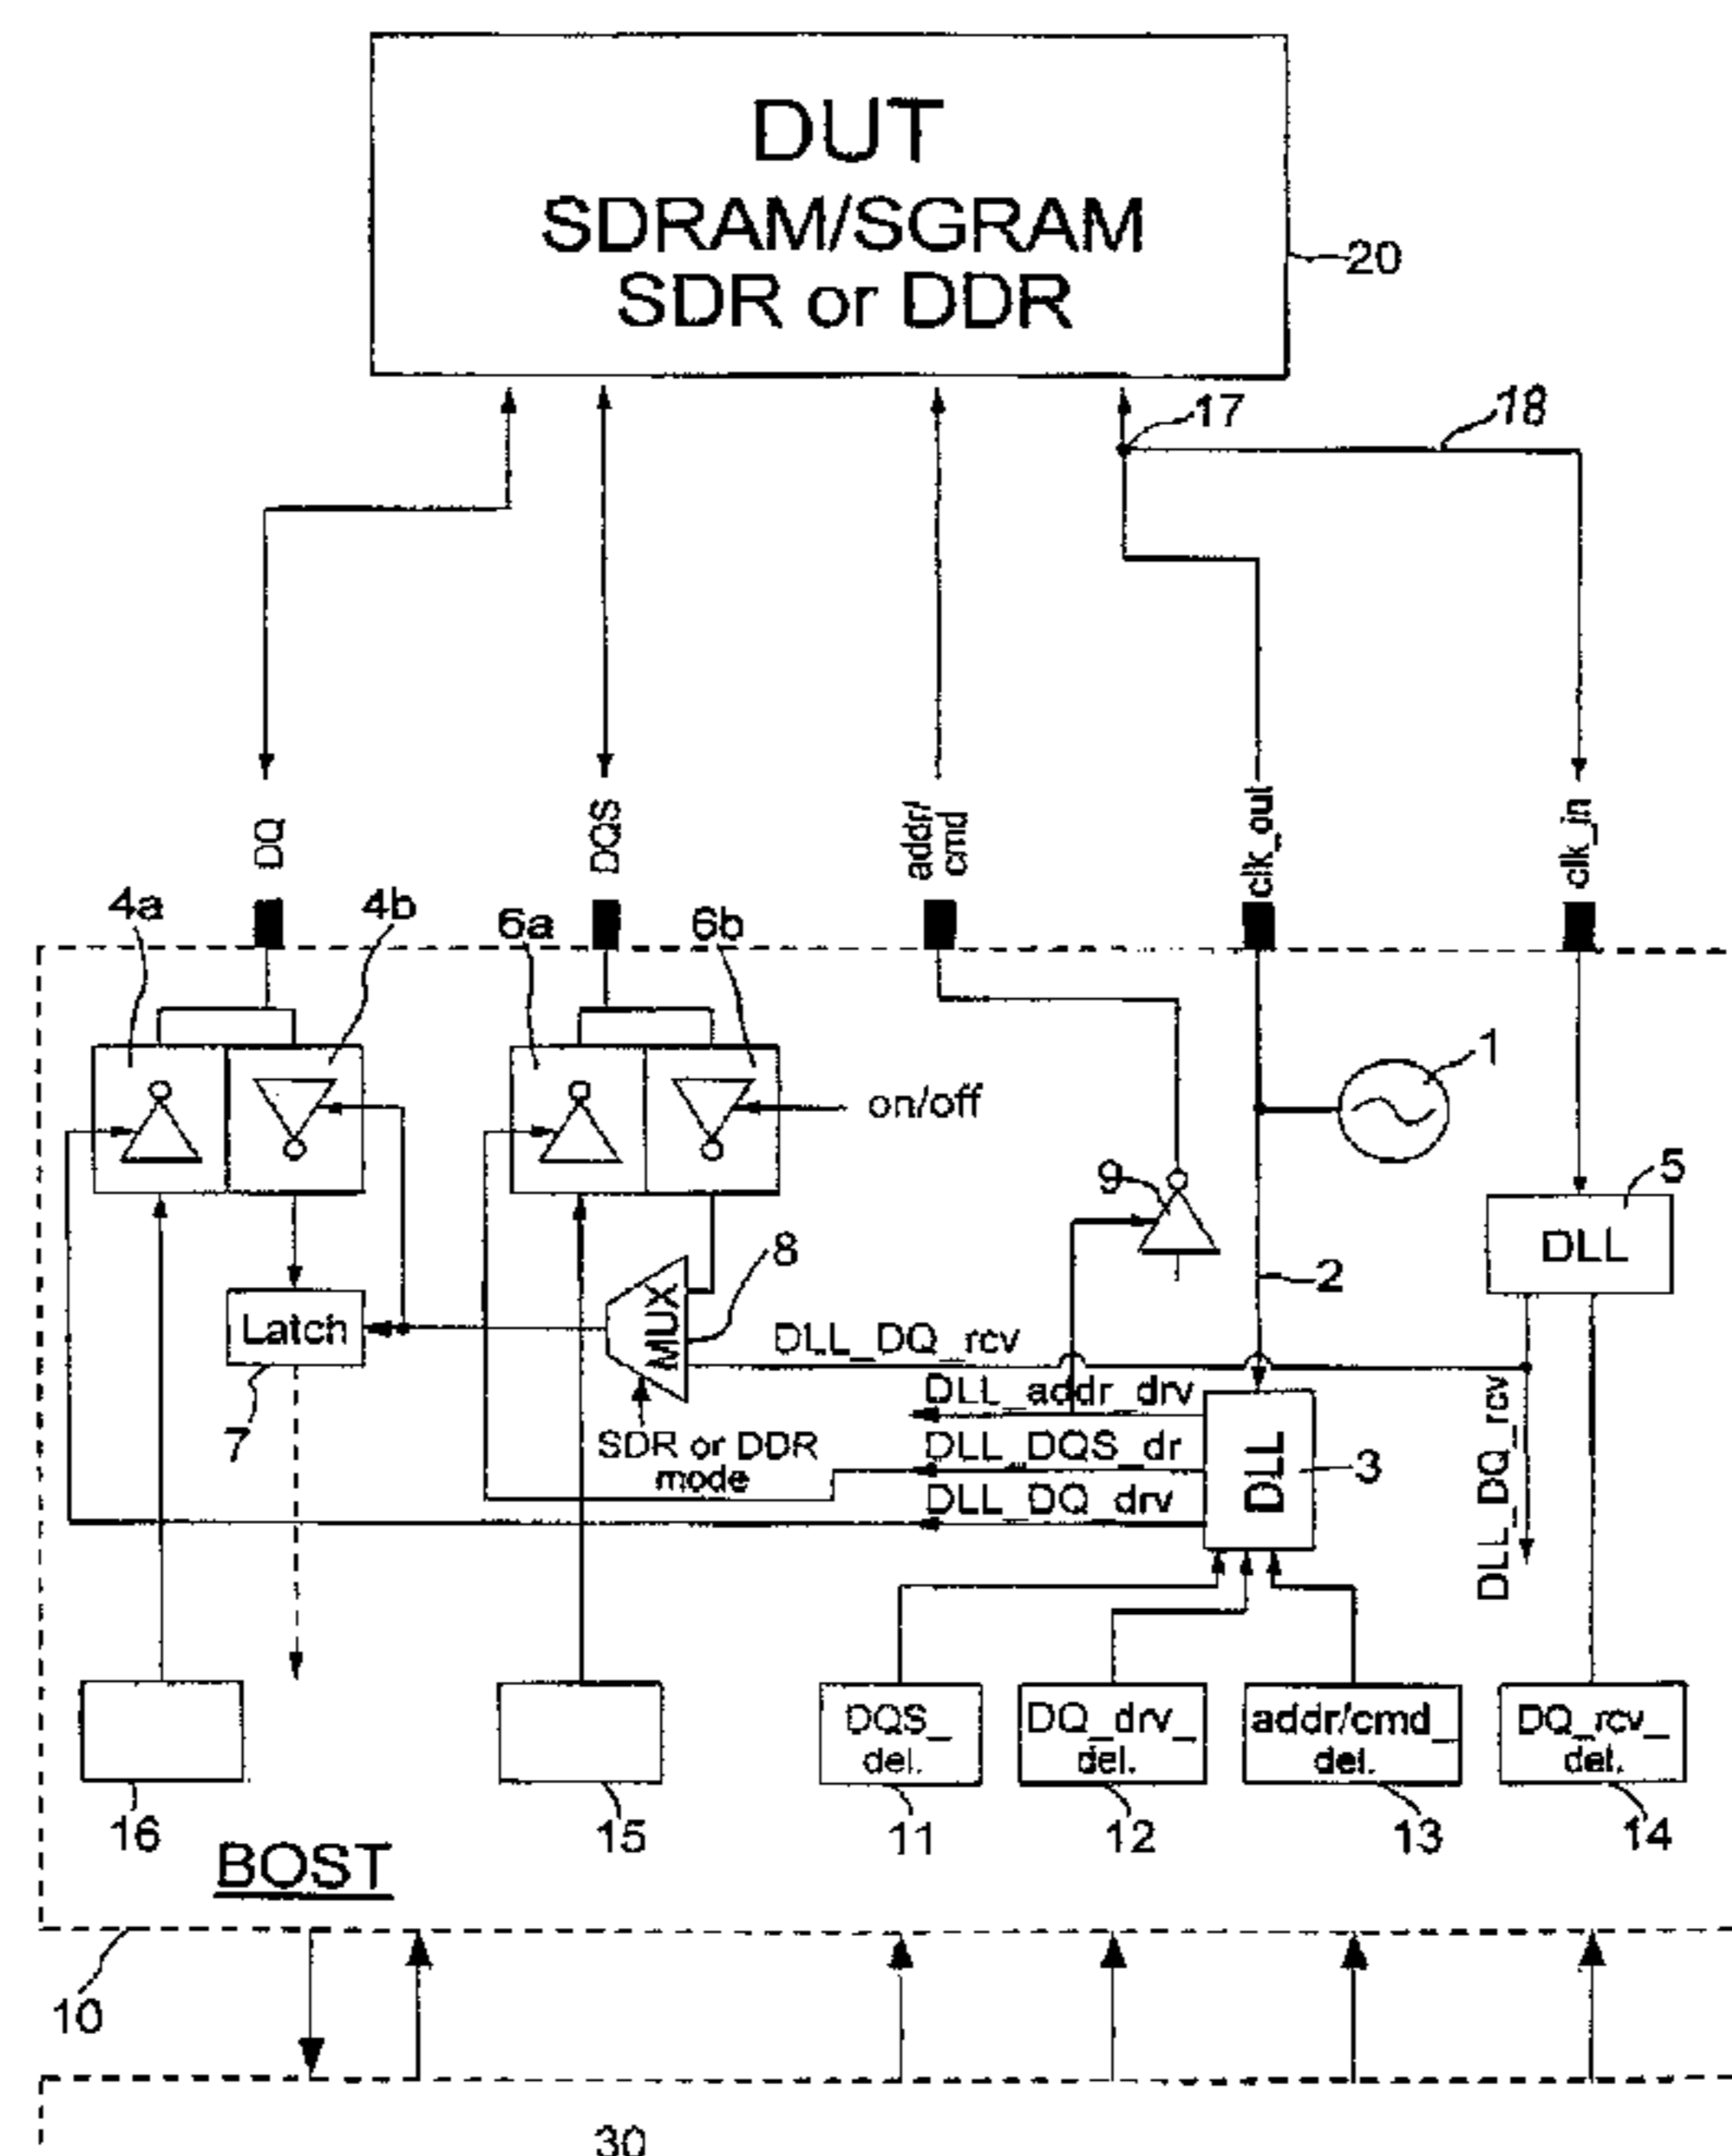 DUT
SDRAM/SGRAM
SDR or DDR
20
17
18
DQ
DQS
addr/
cmd
clk_out
clk_in
4a
4b
6a
6b
on/off
1
9
5
DLL
8
2
MUX
Latch
7
DLL_DQ_rcv
DLL_addr_drv
SDR or DDR
mode
DLL_DQS_dr
DLL
3
DLL_DQ_drv
DLL_DQ_rcv
DQS_
del.
DQ_drv_
del.
addr/cmd_
del.
DQ_rcv_
del.
16
15
11
12
13
14
BOST
10
30